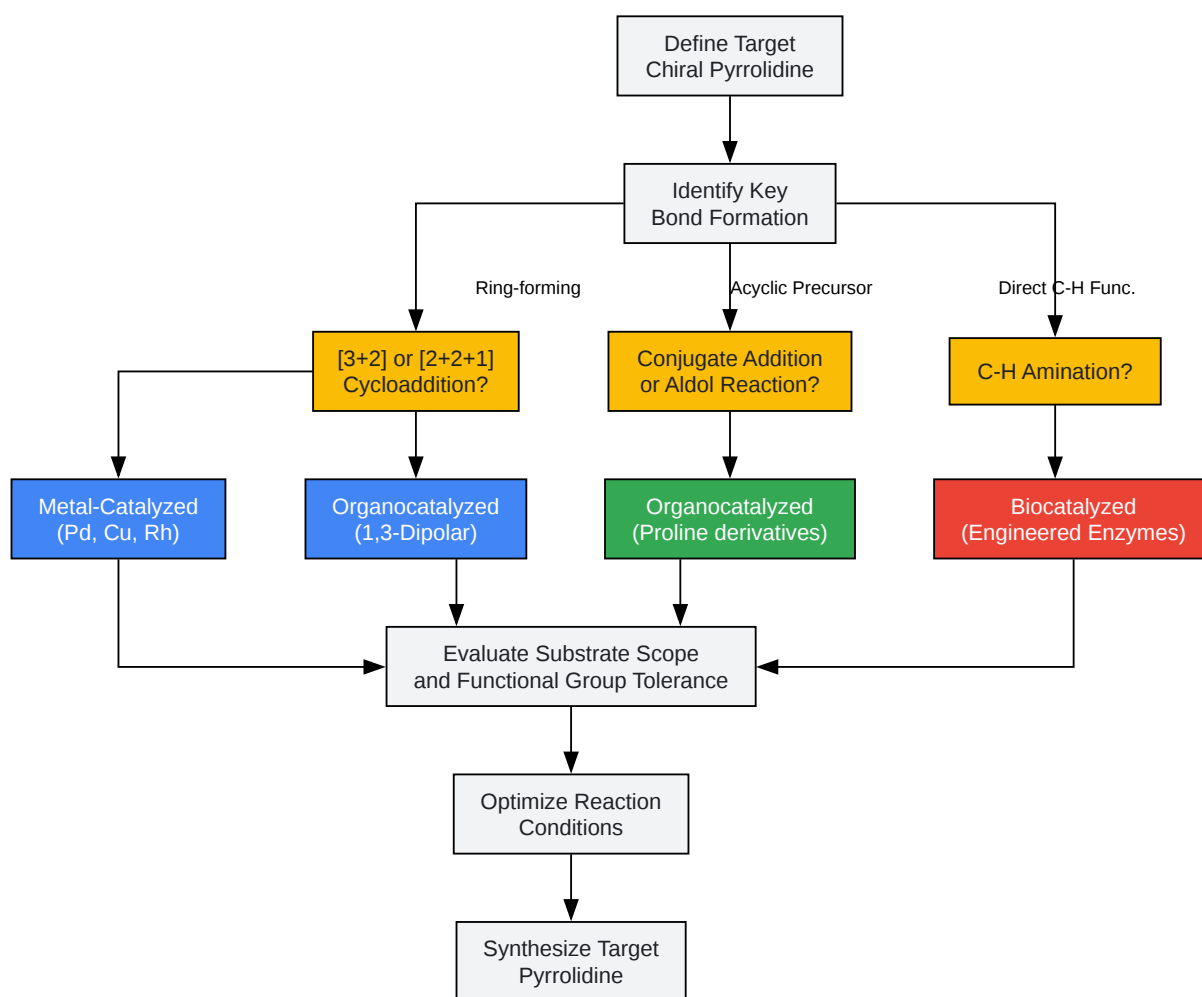 Define Target
Chiral Pyrrolidine
Identify Key
Bond Formation
Ring-forming
Acyclic Precursor
Direct C-H Func.
[3+2] or [2+2+1]
Cycloaddition?
Conjugate Addition
or Aldol Reaction?
C-H Amination?
Metal-Catalyzed
(Pd, Cu, Rh)
Organocatalyzed
(1,3-Dipolar)
Organocatalyzed
(Proline derivatives)
Biocatalyzed
(Engineered Enzymes)
Evaluate Substrate Scope
and Functional Group Tolerance
Optimize Reaction
Conditions
Synthesize Target
Pyrrolidine